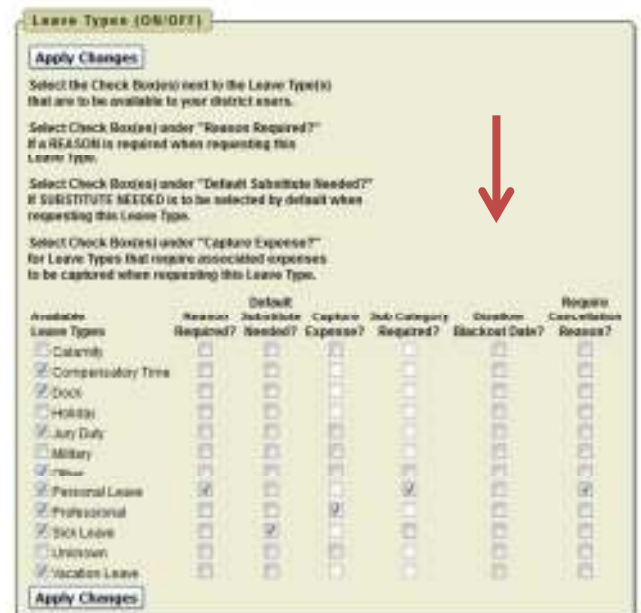 Leave Types (ON/OFF)
Apply Changes
Select the Check Box(es) next to the Leave Type(s)
that are to be available to your district users.
Select Check Box(es) under "Reason Required?"
If a REASON is required when requesting this
Leave Type.
Select Check Box(es) under "Default Substitute Needed?"
If SUBSTITUTE NEEDED is to be selected by default when
requesting this Leave Type.
Select Check Box(es) under "Capture Expense?"
for Leave Types that require associated expenses
to be captured when requesting this Leave Type.
Default Require
Available Reason Substitute Capture Sub Category Duration Cancellation
Leave Types Required? Needed? Expense? Required? Blackout Date? Reason?
Calamity
Compensatory Time
Dock
Holiday
Jury Duty
Military
Other
Personal Leave
Professional
Sick Leave
Unknown
Vacation Leave
Apply Changes